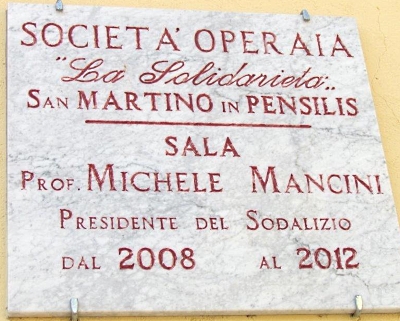 SOCIETA' OPERAIA
"La Solidarietà„
SAN MARTINO IN PENSILIS
SALA
PROF. MICHELE MANCINI
PRESIDENTE DEL SODALIZIO
DAL 2008 AL 2012